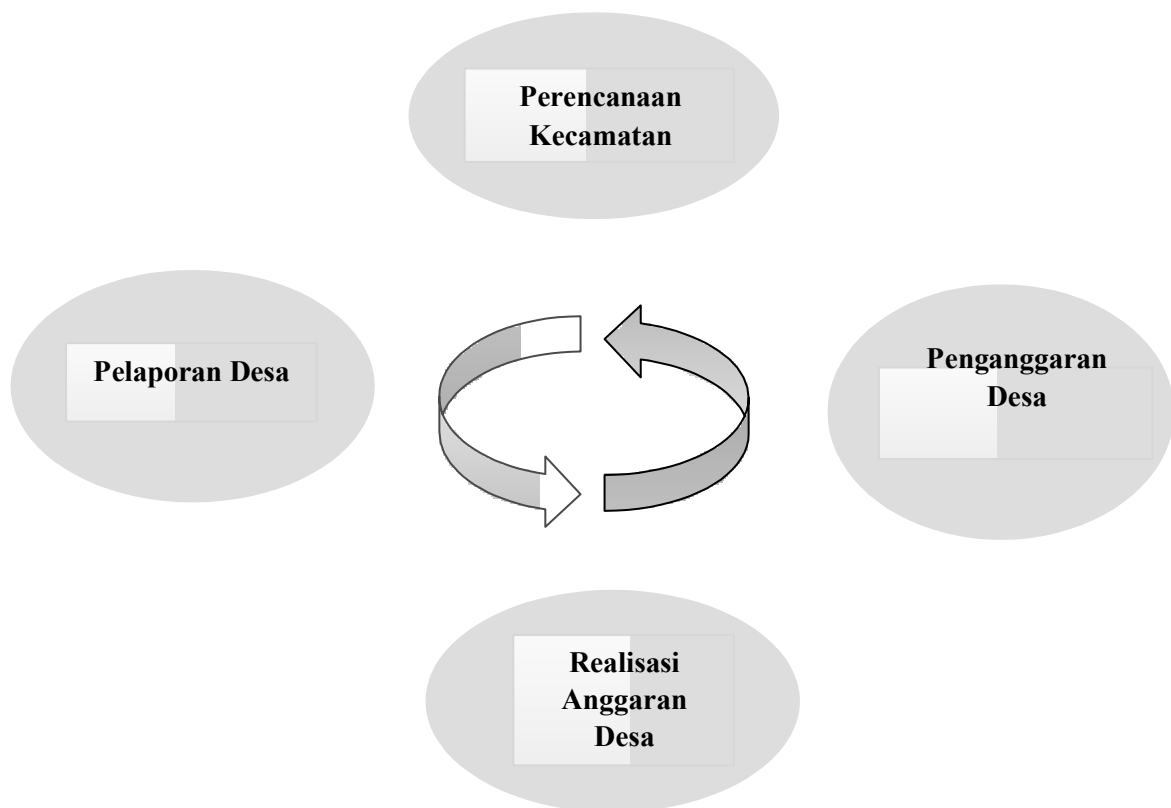 Perencanaan
Kecamatan
Pelaporan Desa
Penganggaran
Desa
Realisasi
Anggaran
Desa